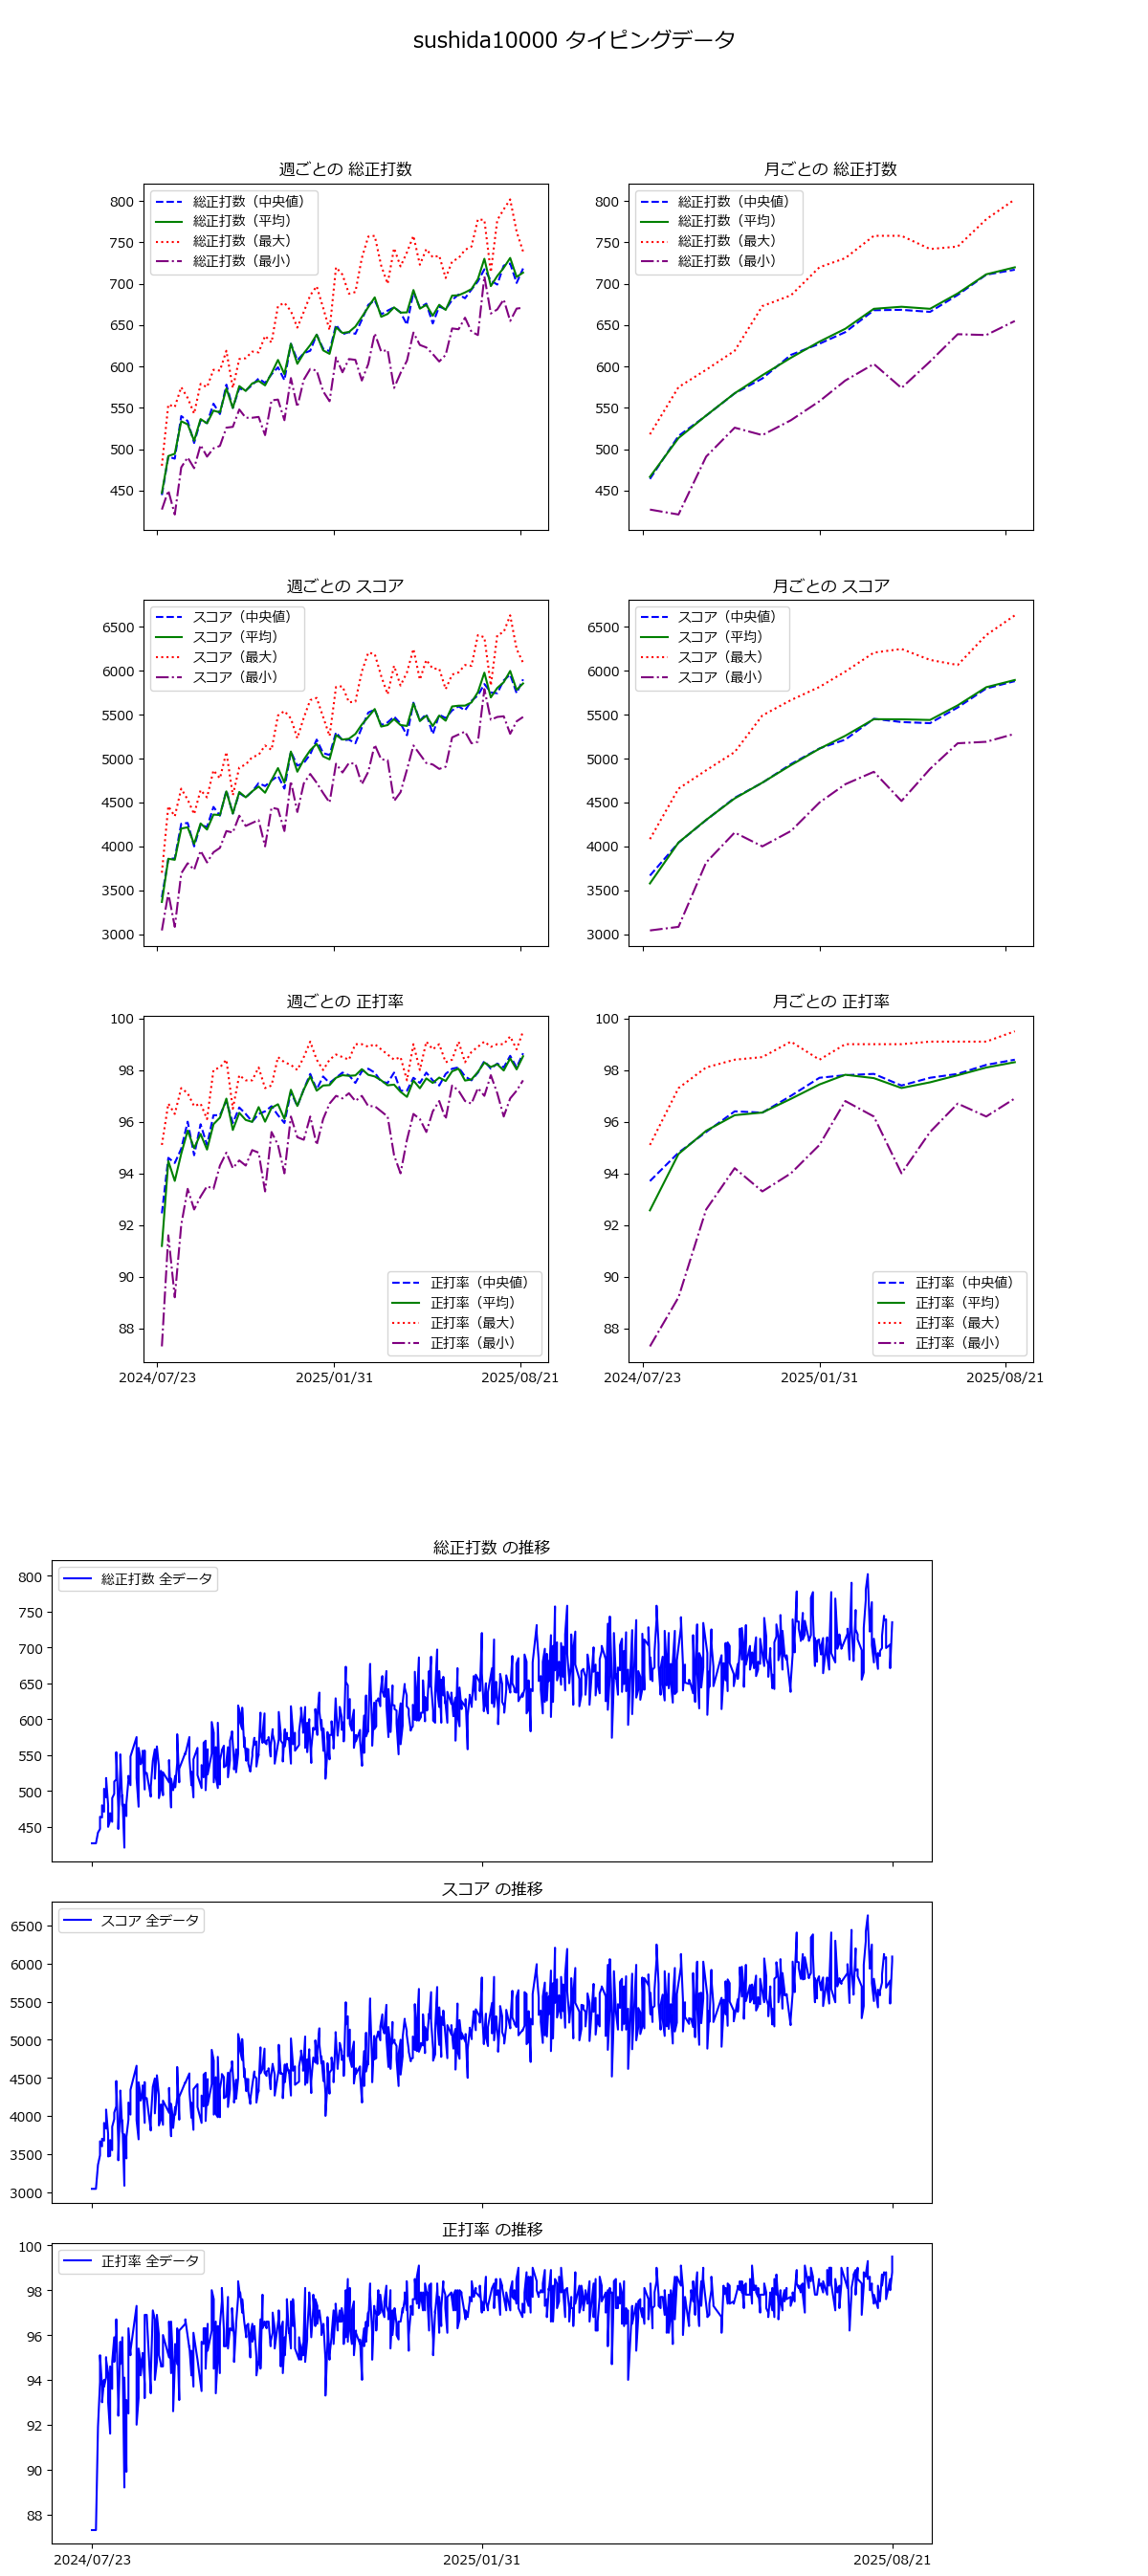 sushida10000 タイピングデータ
週ごとの 総正打数
総正打数（中央値）
総正打数（平均）
総正打数（最大）
総正打数（最小）
800
750
700
650
600
550
500
450
月ごとの 総正打数
総正打数（中央値）
総正打数（平均）
総正打数（最大）
総正打数（最小）
800
750
700
650
600
550
500
450
週ごとの スコア
スコア（中央値）
スコア（平均）
スコア（最大）
スコア（最小）
6500
6000
5500
5000
4500
4000
3500
3000
月ごとの スコア
スコア（中央値）
スコア（平均）
スコア（最大）
スコア（最小）
6500
6000
5500
5000
4500
4000
3500
3000
週ごとの 正打率
100
98
96
94
92
90
88
正打率（中央値）
正打率（平均）
正打率（最大）
正打率（最小）
2024/07/23 2025/01/31 2025/08/21
月ごとの 正打率
100
98
96
94
92
90
88
正打率（中央値）
正打率（平均）
正打率（最大）
正打率（最小）
2024/07/23 2025/01/31 2025/08/21
総正打数 の推移
総正打数 全データ
800
750
700
650
600
550
500
450
スコア の推移
スコア 全データ
6500
6000
5500
5000
4500
4000
3500
3000
正打率 の推移
正打率 全データ
100
98
96
94
92
90
88
2024/07/23 2025/01/31 2025/08/21